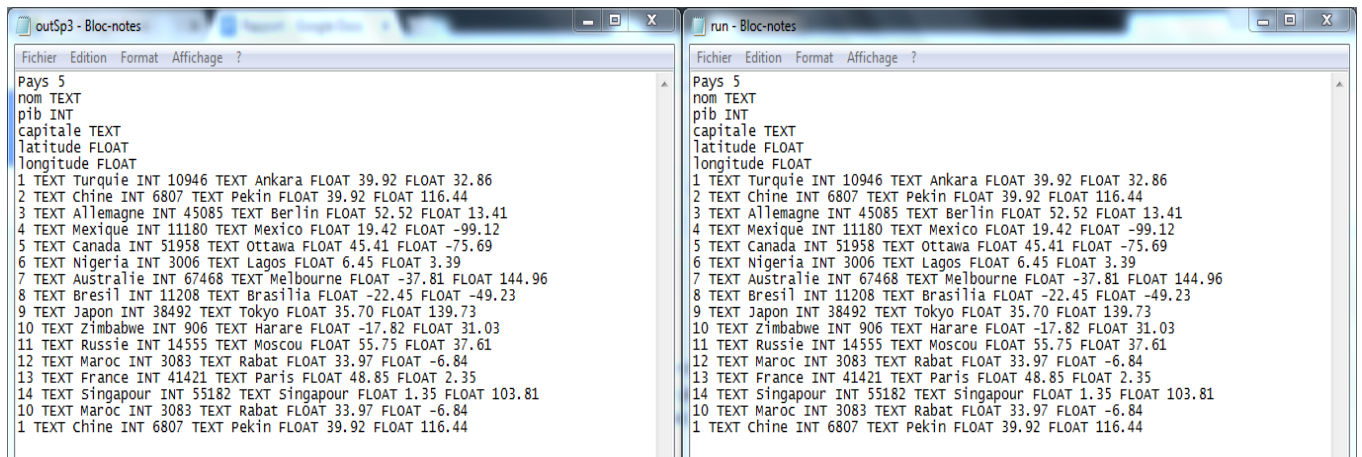 outSp3 - Bloc-notes
Fichier Edition Format Affichage ?
Pays 5
nom TEXT
pib INT
capitale TEXT
latitude FLOAT
longitude FLOAT
1 TEXT Turquie INT 10946 TEXT Ankara FLOAT 39.92 FLOAT 32.86
2 TEXT Chine INT 6807 TEXT Pekin FLOAT 39.92 FLOAT 116.44
3 TEXT Allemagne INT 45085 TEXT Berlin FLOAT 52.52 FLOAT 13.41
4 TEXT Mexique INT 11180 TEXT Mexico FLOAT 19.42 FLOAT -99.12
5 TEXT Canada INT 51958 TEXT Ottawa FLOAT 45.41 FLOAT -75.69
6 TEXT Nigeria INT 3006 TEXT Lagos FLOAT 6.45 FLOAT 3.39
7 TEXT Australie INT 67468 TEXT Melbourne FLOAT -37.81 FLOAT 144.96
8 TEXT Bresil INT 11208 TEXT Brasilia FLOAT -22.45 FLOAT -49.23
9 TEXT Japon INT 38492 TEXT Tokyo FLOAT 35.70 FLOAT 139.73
10 TEXT Zimbabwe INT 906 TEXT Harare FLOAT -17.82 FLOAT 31.03
11 TEXT Russie INT 14555 TEXT Moscou FLOAT 55.75 FLOAT 37.61
12 TEXT Maroc INT 3083 TEXT Rabat FLOAT 33.97 FLOAT -6.84
13 TEXT France INT 41421 TEXT Paris FLOAT 48.85 FLOAT 2.35
14 TEXT Singapour INT 55182 TEXT Singapour FLOAT 1.35 FLOAT 103.81
10 TEXT Maroc INT 3083 TEXT Rabat FLOAT 33.97 FLOAT -6.84
1 TEXT Chine INT 6807 TEXT Pekin FLOAT 39.92 FLOAT 116.44
run - Bloc-notes
Fichier Edition Format Affichage ?
Pays 5
nom TEXT
pib INT
capitale TEXT
latitude FLOAT
longitude FLOAT
1 TEXT Turquie INT 10946 TEXT Ankara FLOAT 39.92 FLOAT 32.86
2 TEXT Chine INT 6807 TEXT Pekin FLOAT 39.92 FLOAT 116.44
3 TEXT Allemagne INT 45085 TEXT Berlin FLOAT 52.52 FLOAT 13.41
4 TEXT Mexique INT 11180 TEXT Mexico FLOAT 19.42 FLOAT -99.12
5 TEXT Canada INT 51958 TEXT Ottawa FLOAT 45.41 FLOAT -75.69
6 TEXT Nigeria INT 3006 TEXT Lagos FLOAT 6.45 FLOAT 3.39
7 TEXT Australie INT 67468 TEXT Melbourne FLOAT -37.81 FLOAT 144.96
8 TEXT Bresil INT 11208 TEXT Brasilia FLOAT -22.45 FLOAT -49.23
9 TEXT Japon INT 38492 TEXT Tokyo FLOAT 35.70 FLOAT 139.73
10 TEXT Zimbabwe INT 906 TEXT Harare FLOAT -17.82 FLOAT 31.03
11 TEXT Russie INT 14555 TEXT Moscou FLOAT 55.75 FLOAT 37.61
12 TEXT Maroc INT 3083 TEXT Rabat FLOAT 33.97 FLOAT -6.84
13 TEXT France INT 41421 TEXT Paris FLOAT 48.85 FLOAT 2.35
14 TEXT Singapour INT 55182 TEXT Singapour FLOAT 1.35 FLOAT 103.81
10 TEXT Maroc INT 3083 TEXT Rabat FLOAT 33.97 FLOAT -6.84
1 TEXT Chine INT 6807 TEXT Pekin FLOAT 39.92 FLOAT 116.44